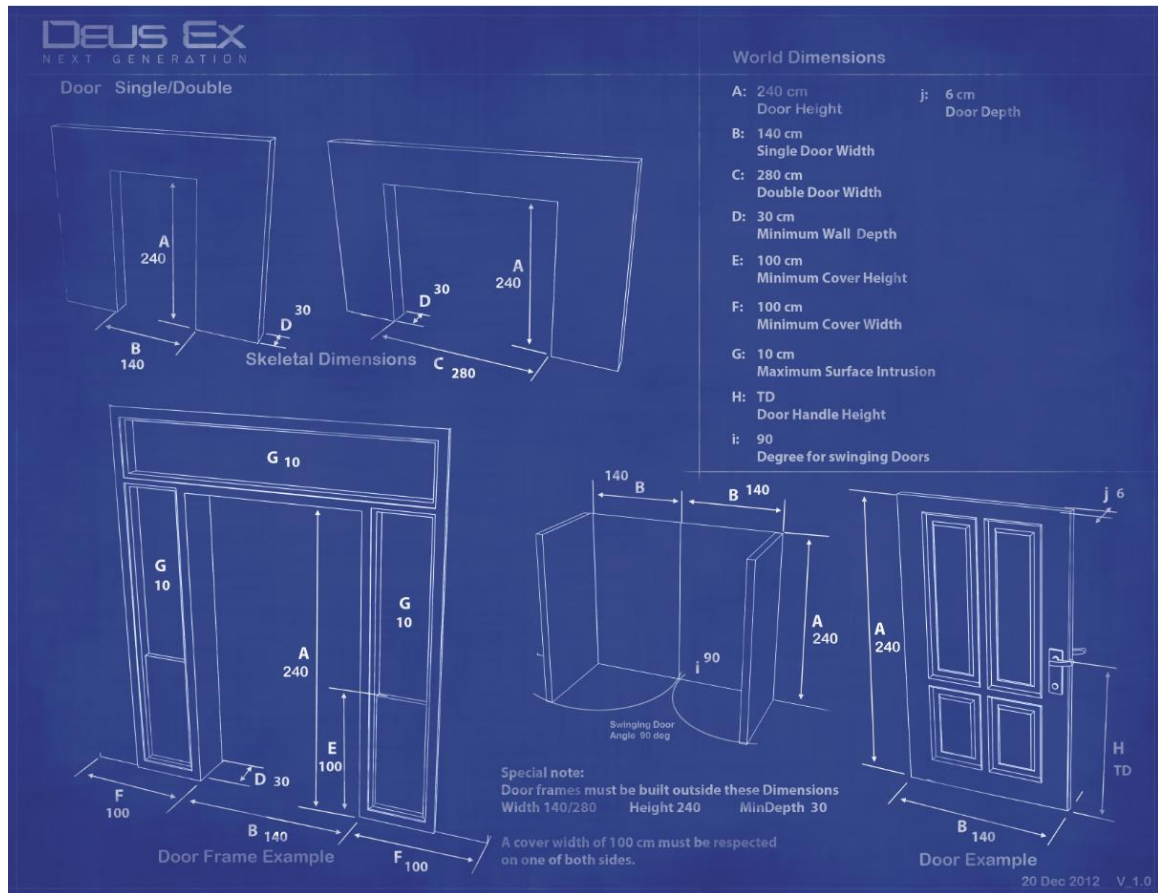 DEUS EX
NEXT GENERATION
Door Single/Double
World Dimensions
A: 240 cm
Door Height
B: 140 cm
Single Door Width
C: 280 cm
Double Door Width
D: 30 cm
Minimum Wall Depth
E: 100 cm
Minimum Cover Height
F: 100 cm
Minimum Cover Width
G: 10 cm
Maximum Surface Intrusion
H: TD
Door Handle Height
i: 90
Degree for swinging Doors
j: 6 cm
Door Depth
A
240
D 30
B
140
A
240
D 30
C 280
Skeletal Dimensions
G 10
G
10
G
10
A
240
E
100
D 30
F
100
B 140
F 100
Door Frame Example
140
B
B 140
A
240
i 90
Swinging Door
Angle 90 deg
Special note:
Door frames must be built outside these Dimensions
Width 140/280 Height 240 MinDepth 30
A cover width of 100 cm must be respected
on one of both sides.
j 6
A
240
H
TD
B 140
Door Example
20 Dec 2012 V_1.0